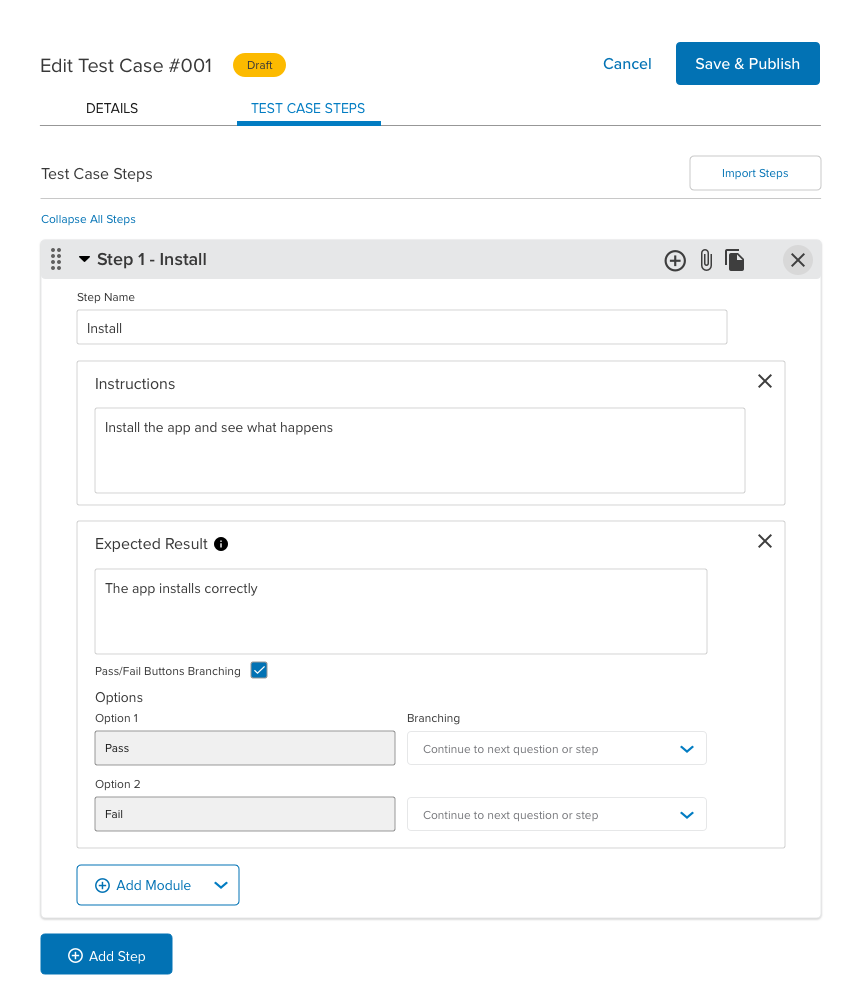 Edit Test Case #001 Draft Cancel Save & Publish
DETAILS TEST CASE STEPS
Test Case Steps Import Steps
Collapse All Steps
Step 1 - Install
Step Name
Install
Instructions
Install the app and see what happens
Expected Result
The app installs correctly
Pass/Fail Buttons Branching
Options
Option 1 Branching
Pass Continue to next question or step
Option 2
Fail Continue to next question or step
Add Module
Add Step